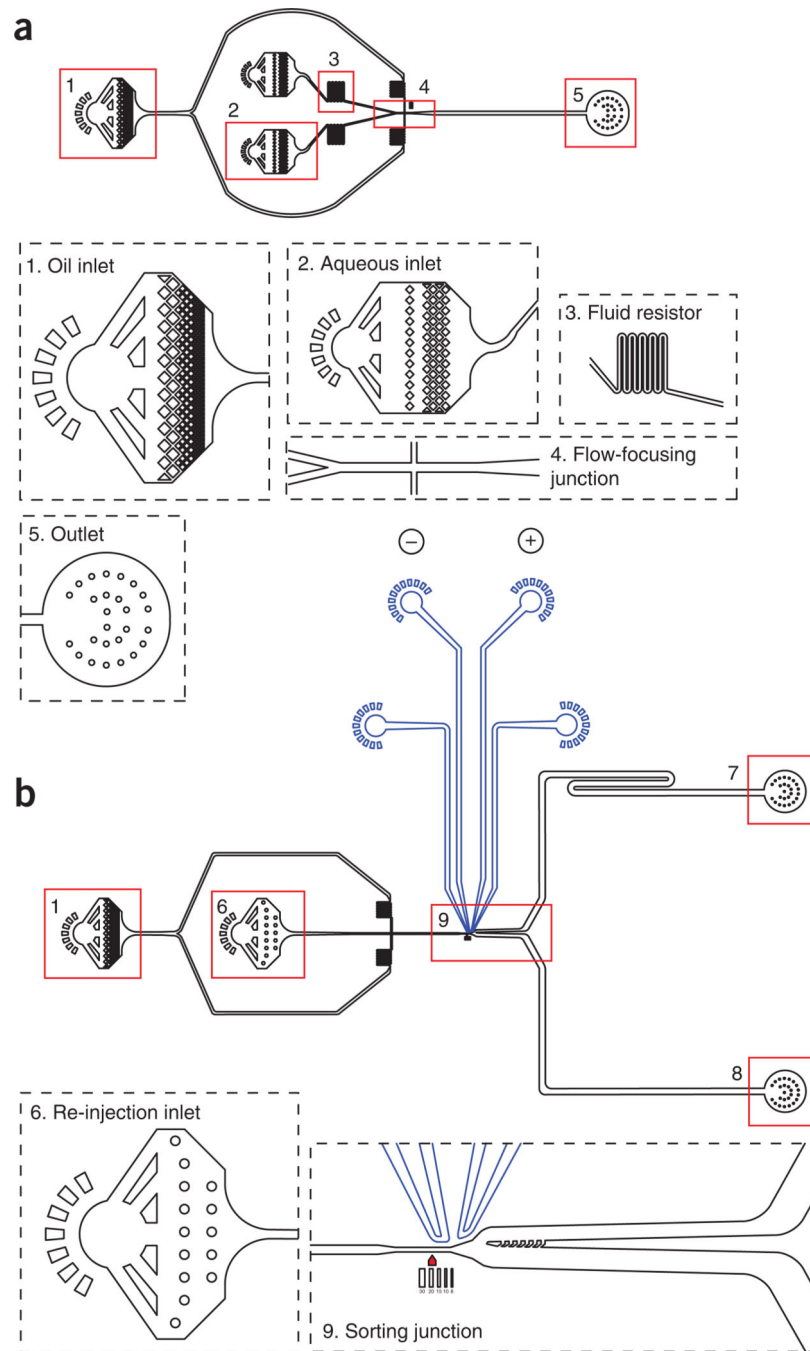 a
1
2
3
4
5
1. Oil inlet
2. Aqueous inlet
3. Fluid resistor
4. Flow-focusing
junction
5. Outlet
− +
b
1
6
9
7
8
6. Re-injection inlet
30 20 15 10 8
9. Sorting junction